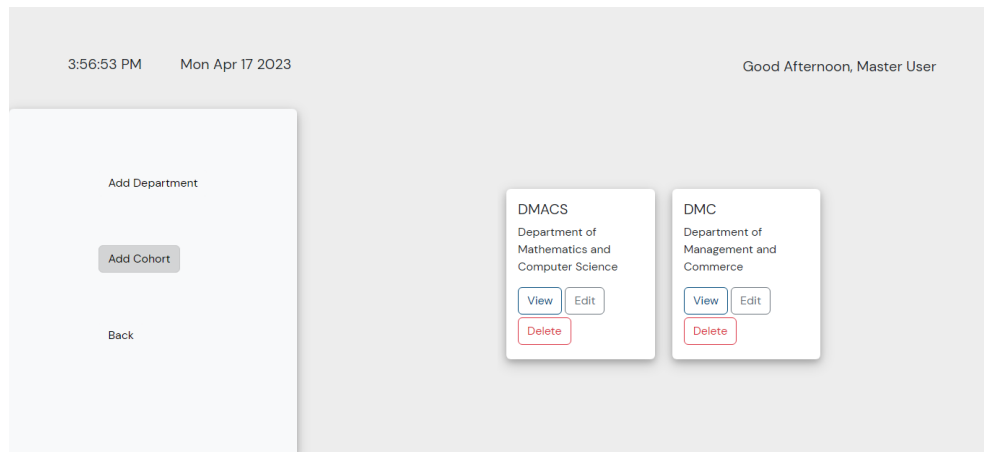 3:56:53 PM Mon Apr 17 2023
Good Afternoon, Master User
Add Department
Add Cohort
Back
DMACS
Department of
Mathematics and
Computer Science
View Edit
Delete
DMC
Department of
Management and
Commerce
View Edit
Delete